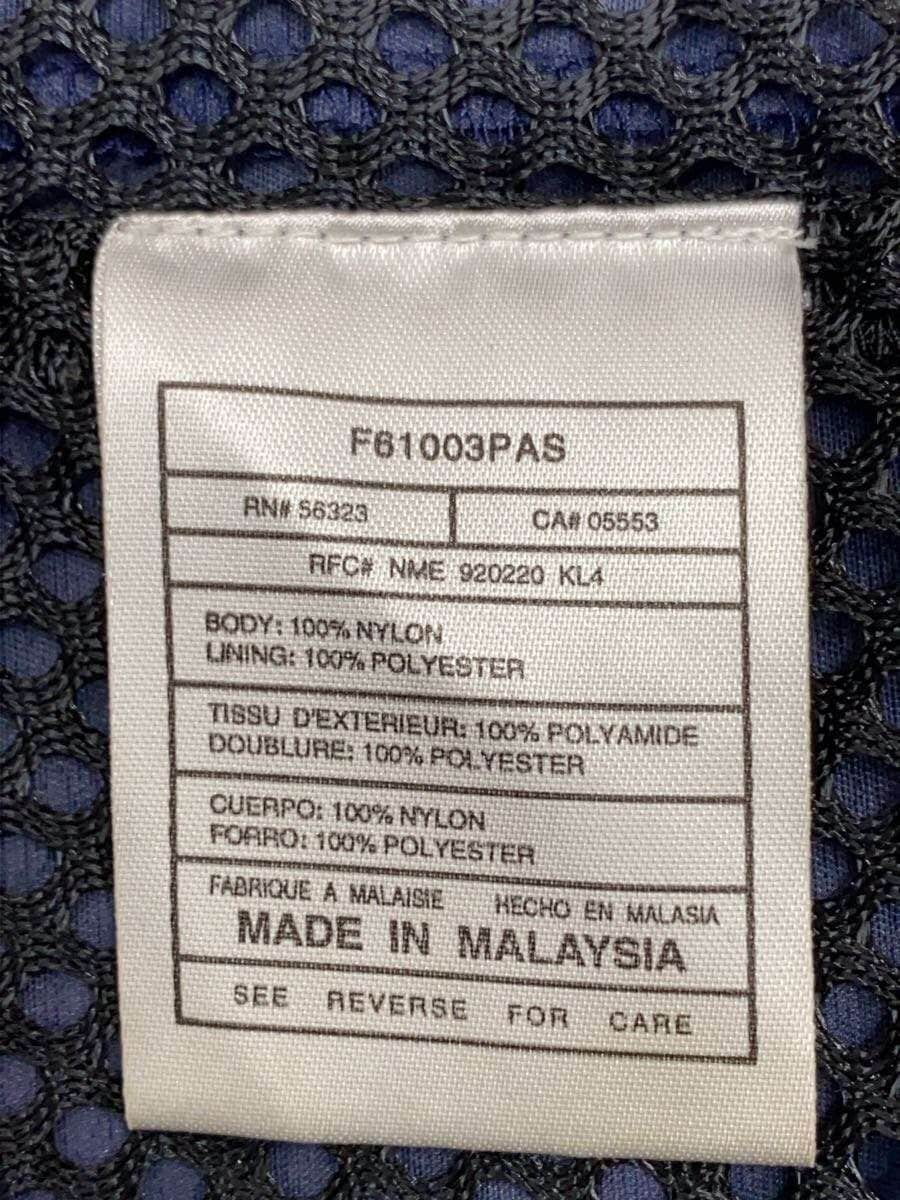 F61003PAS
RN# 56323 CA# 05553
RFC# NME 920220 KL4
BODY: 100% NYLON
LINING: 100% POLYESTER
TISSU D'EXTERIEUR: 100% POLYAMIDE
DOUBLURE: 100% POLYESTER
CUERPO: 100% NYLON
FORRO: 100% POLYESTER
FABRIQUE A MALAISIE HECHO EN MALASIA
MADE IN MALAYSIA
SEE REVERSE FOR CARE